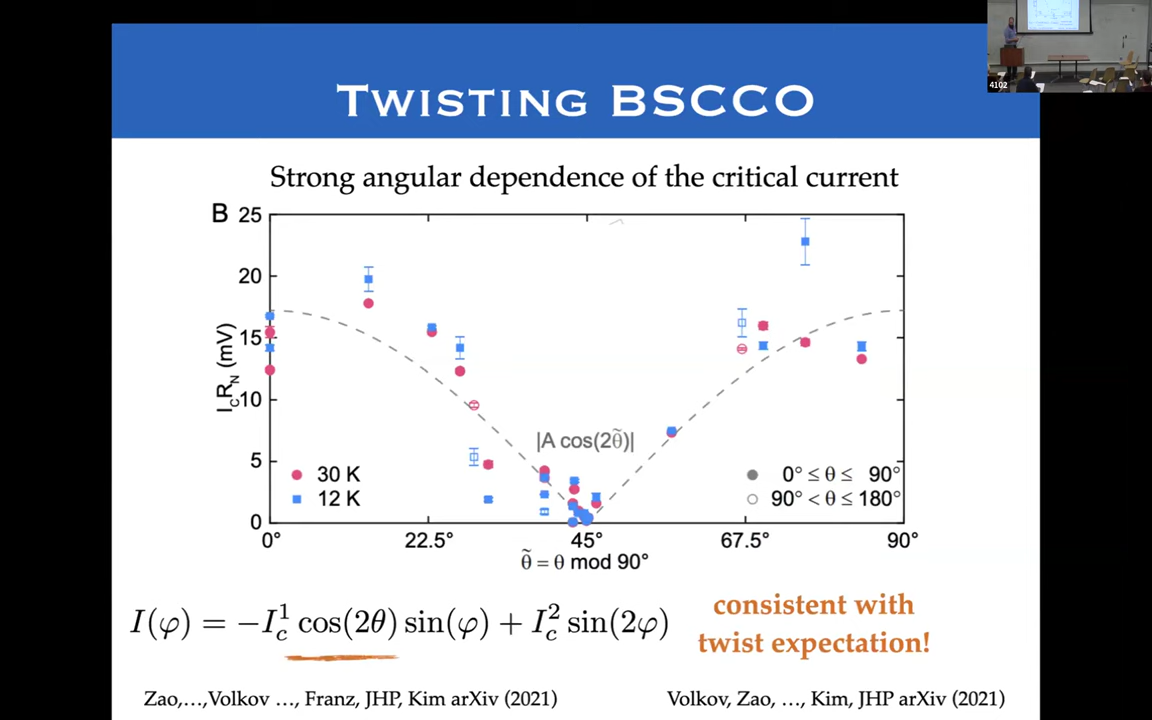 4102
TWISTING BSCCO
Strong angular dependence of the critical current
B
25
20
15
10
5
0
I_C R_N (mV)
|A cos(2θ̃)|
30 K
12 K
0° ≤ θ ≤ 90°
90° < θ ≤ 180°
0° 22.5° 45° 67.5° 90°
θ̃ = θ mod 90°
I(φ) = −I_c^1 cos(2θ) sin(φ) + I_c^2 sin(2φ)
consistent with
twist expectation!
Zao,...,Volkov ..., Franz, JHP, Kim arXiv (2021)
Volkov, Zao, ..., Kim, JHP arXiv (2021)